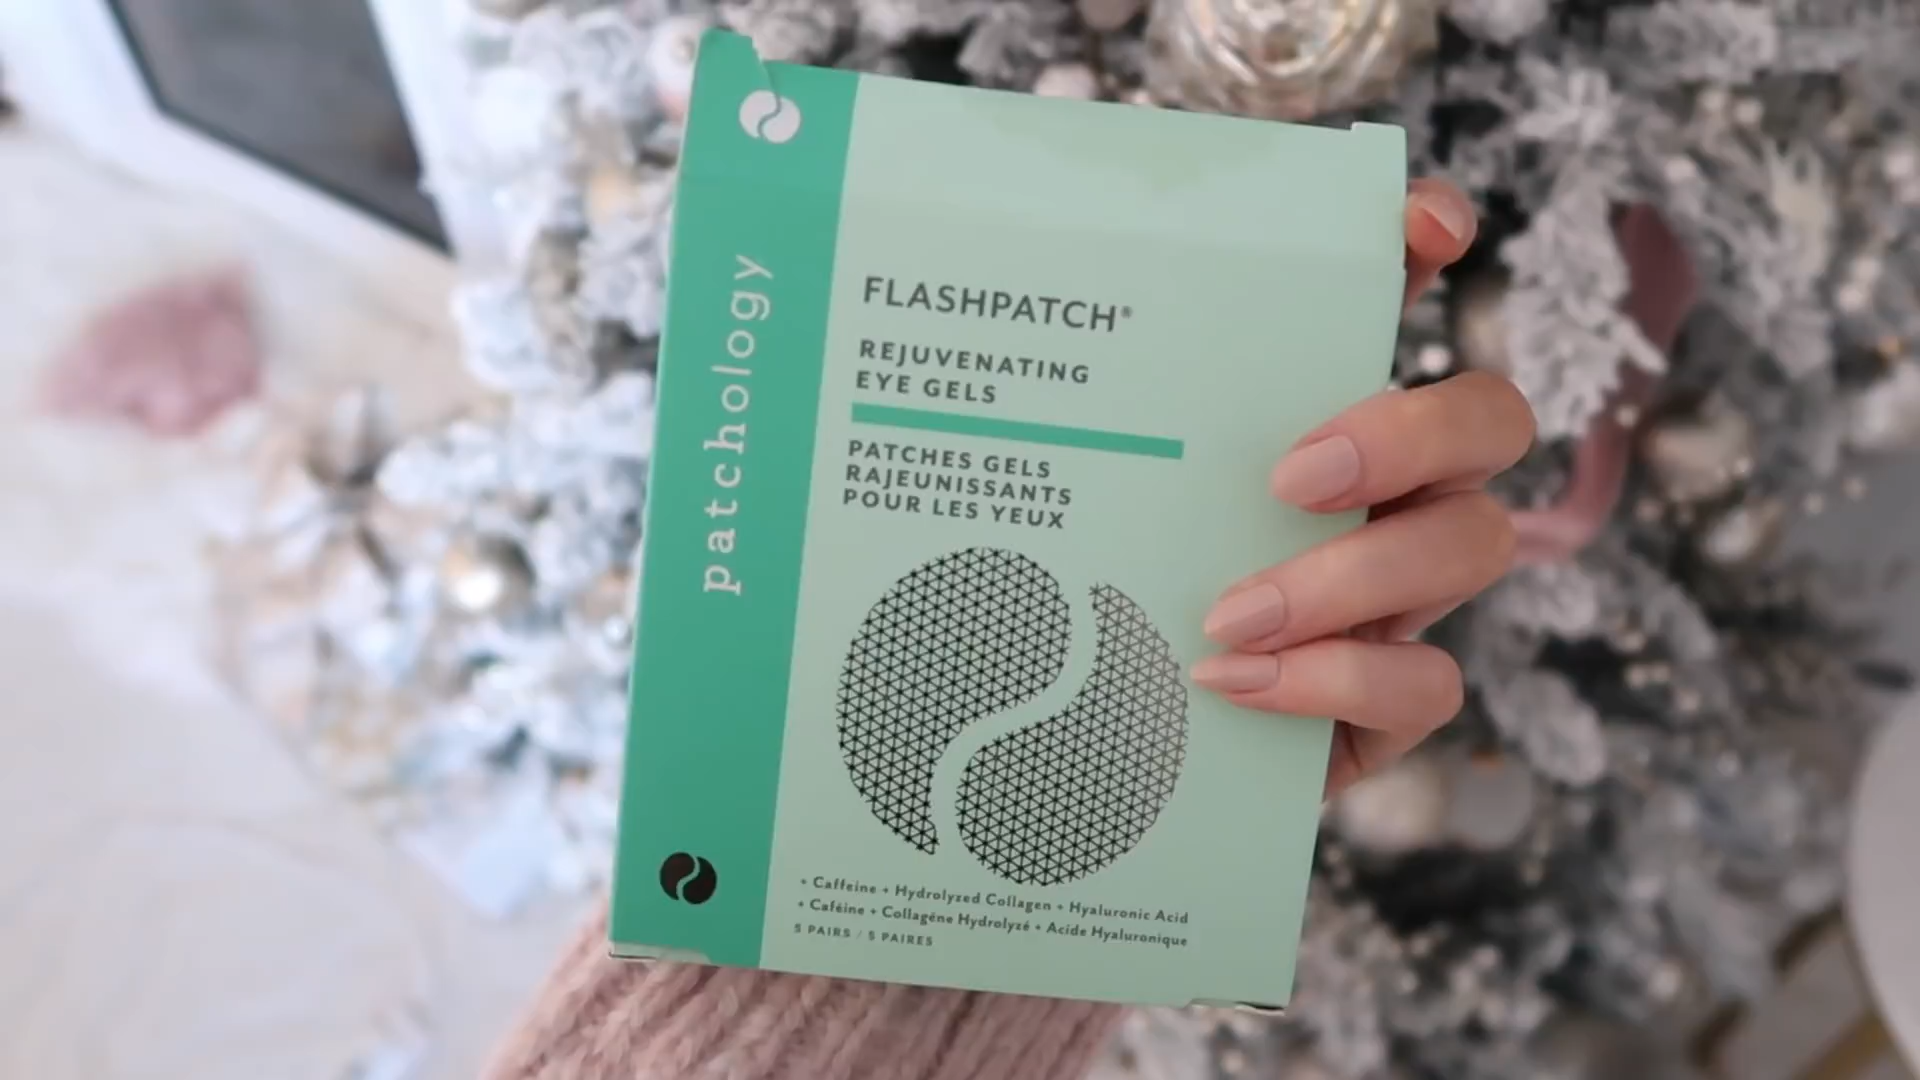 patchology
FLASHPATCH®
REJUVENATING
EYE GELS
PATCHES GELS
RAJEUNISSANTS
POUR LES YEUX
+ Caffeine + Hydrolyzed Collagen + Hyaluronic Acid
+ Caféine + Collagéne Hydrolyzé + Acide Hyaluronique
5 PAIRS / 5 PAIRES